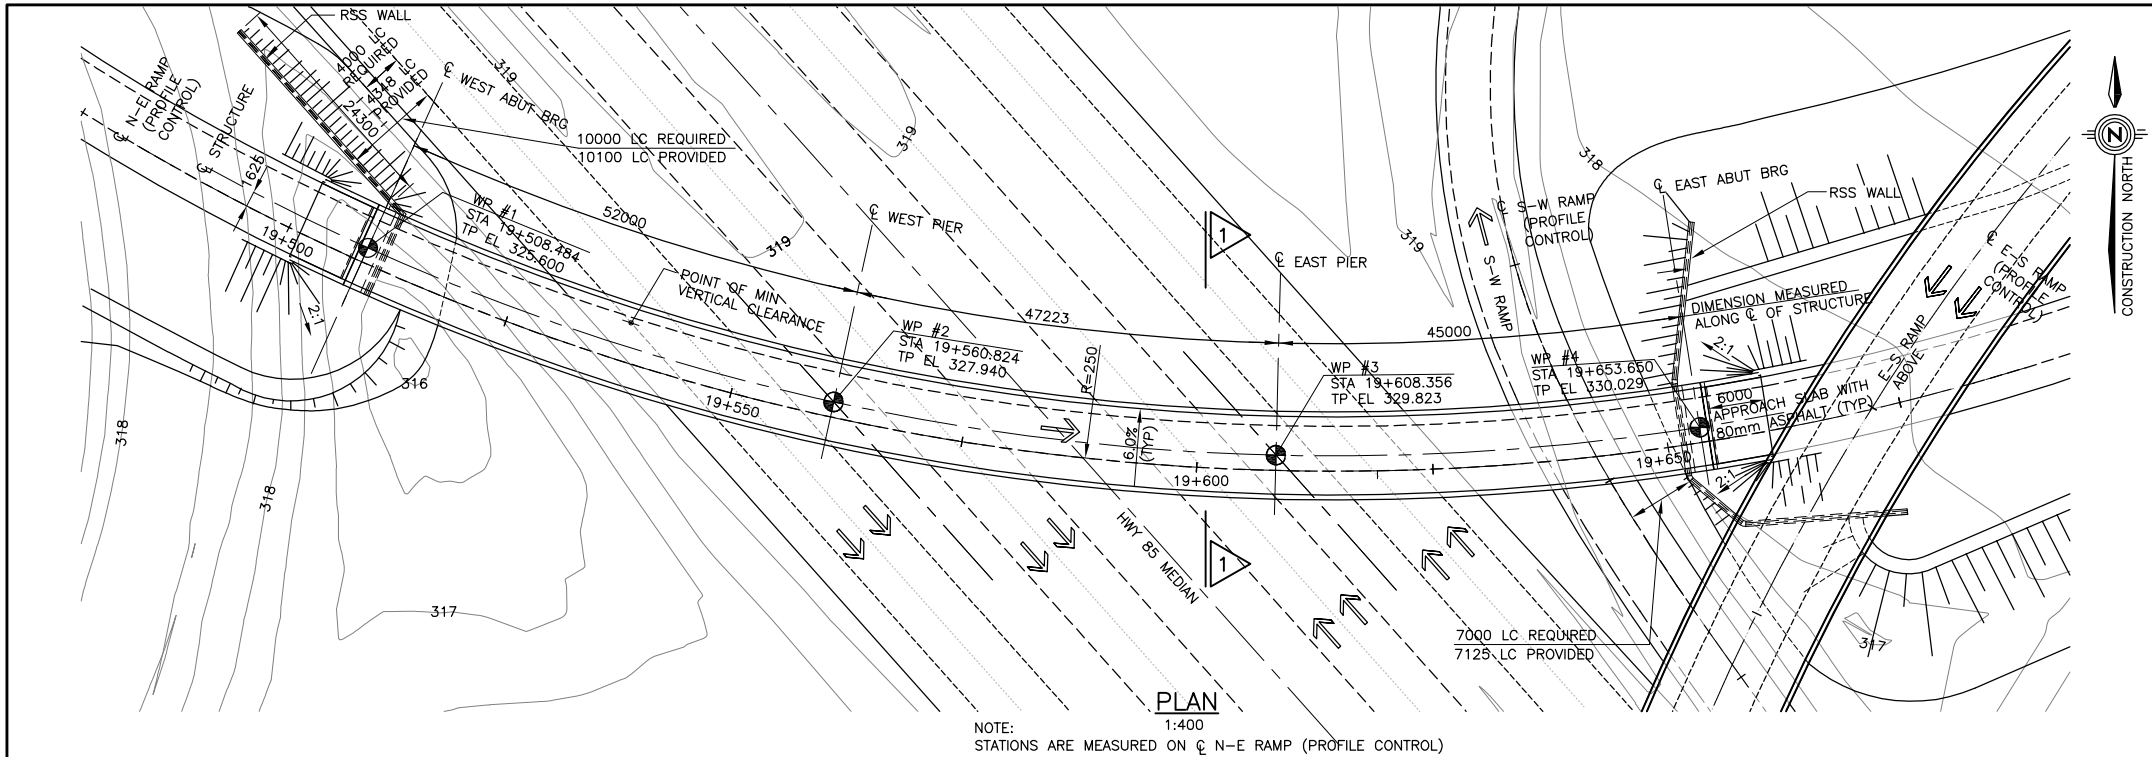 RSS WALL
4000 LC
REQUIRED
4348 LC
PROVIDED
24300
℄ WEST ABUT BRG
319
10000 LC REQUIRED
10100 LC PROVIDED
319
℄ N-E RAMP
(PROFILE
CONTROL)
℄ STRUCTURE
1625
19+500
2:1
WP #1
STA 19+508.484
TP EL 325.600
52000
℄ WEST PIER
319
POINT OF MIN
VERTICAL CLEARANCE
WP #2
STA 19+560.824
TP EL 327.940
47223
1
℄ EAST PIER
319
℄ S-W RAMP
(PROFILE
CONTROL)
S-W RAMP
318
℄ EAST ABUT BRG
RSS WALL
DIMENSION MEASURED
ALONG ℄ OF STRUCTURE
45000
℄ E-S RAMP
(PROFILE
CONTROL)
E-S RAMP
ABOVE
2:1
WP #3
STA 19+608.356
TP EL 329.823
WP #4
STA 19+653.650
TP EL 330.029
6000
APPROACH SLAB WITH
80mm ASPHALT (TYP)
R=250
6.0%
(TYP)
19+550
19+600
19+650
2:1
316
318
318
317
HWY 85 MEDIAN
1
7000 LC REQUIRED
7125 LC PROVIDED
317
CONSTRUCTION NORTH
N
PLAN
1:400
NOTE:
STATIONS ARE MEASURED ON ℄ N-E RAMP (PROFILE CONTROL)